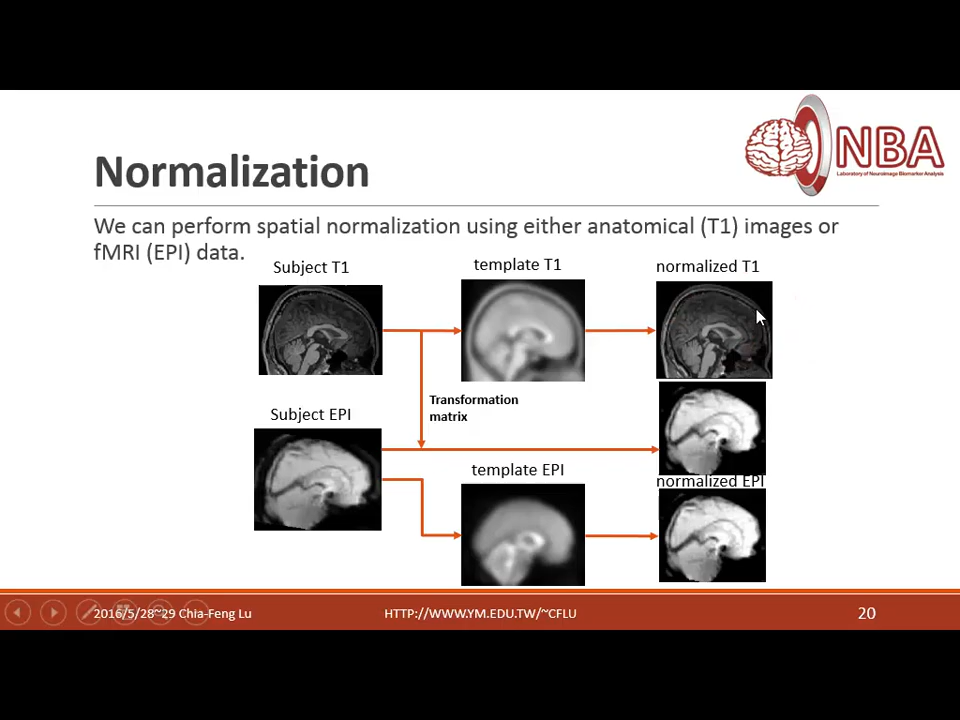 NBA
Laboratory of Neuroimage Biomarker Analysis
Normalization
We can perform spatial normalization using either anatomical (T1) images or
fMRI (EPI) data.
Subject T1
template T1
normalized T1
Transformation
matrix
Subject EPI
template EPI
normalized EPI
2016/5/28~29 Chia-Feng Lu
HTTP://WWW.YM.EDU.TW/~CFLU
20